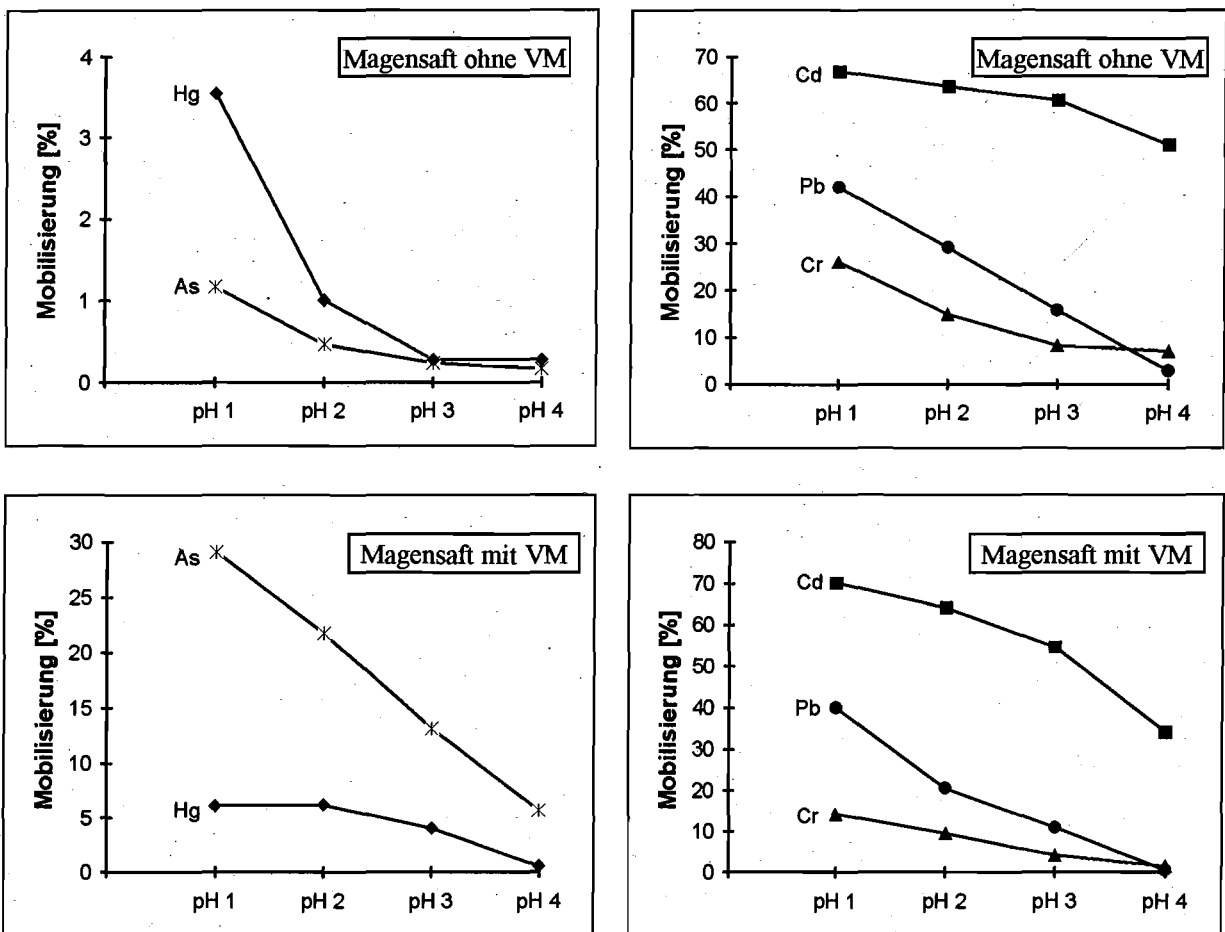 Magensaft ohne VM
Mobilisierung [%]
4
3
2
1
0
Hg
As
pH 1 pH 2 pH 3 pH 4
Magensaft ohne VM
Mobilisierung [%]
70
60
50
40
30
20
10
0
Cd
Pb
Cr
pH 1 pH 2 pH 3 pH 4
Magensaft mit VM
Mobilisierung [%]
30
25
20
15
10
5
0
As
Hg
pH 1 pH 2 pH 3 pH 4
Magensaft mit VM
Mobilisierung [%]
80
70
60
50
40
30
20
10
0
Cd
Pb
Cr
pH 1 pH 2 pH 3 pH 4